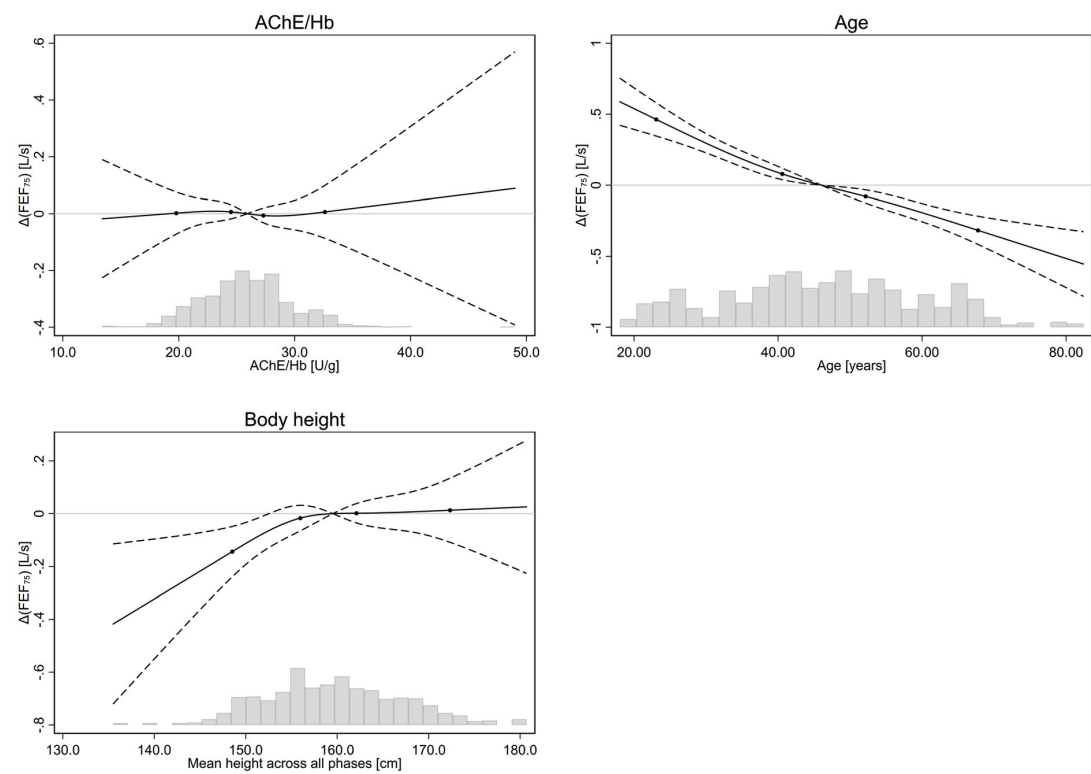 AChE/Hb
Δ(FEF75) [L/s]
.6
.4
.2
0
-.2
-.4
10.0 20.0 30.0 40.0 50.0
AChE/Hb [U/g]
Age
Δ(FEF75) [L/s]
1
.5
0
-.5
-1
20.00 40.00 60.00 80.00
Age [years]
Body height
Δ(FEF75) [L/s]
.2
0
-.2
-.4
-.6
-.8
130.0 140.0 150.0 160.0 170.0 180.0
Mean height across all phases [cm]